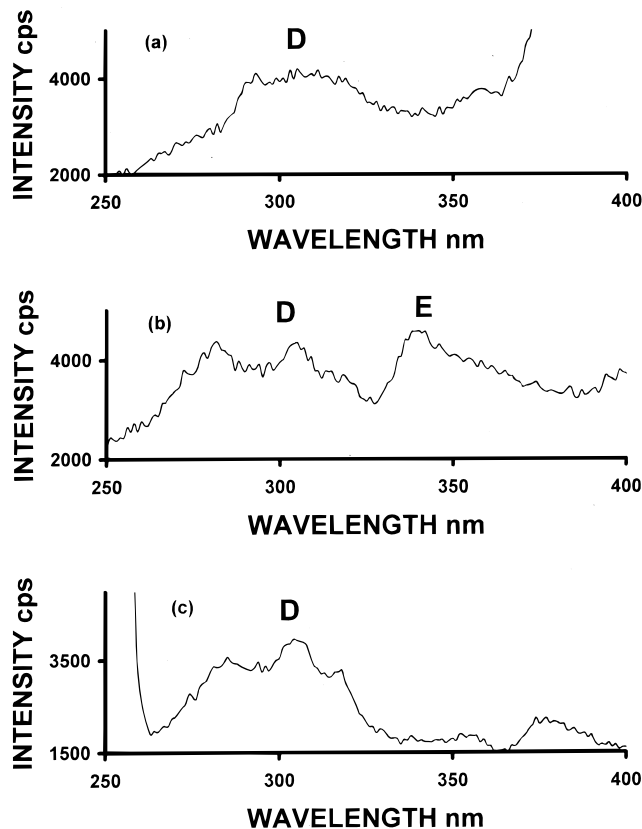 (a)
D
INTENSITY cps
4000
2000
250
300
350
400
WAVELENGTH nm
(b)
D
E
INTENSITY cps
4000
2000
250
300
350
400
WAVELENGTH nm
(c)
D
INTENSITY cps
3500
1500
250
300
350
400
WAVELENGTH nm